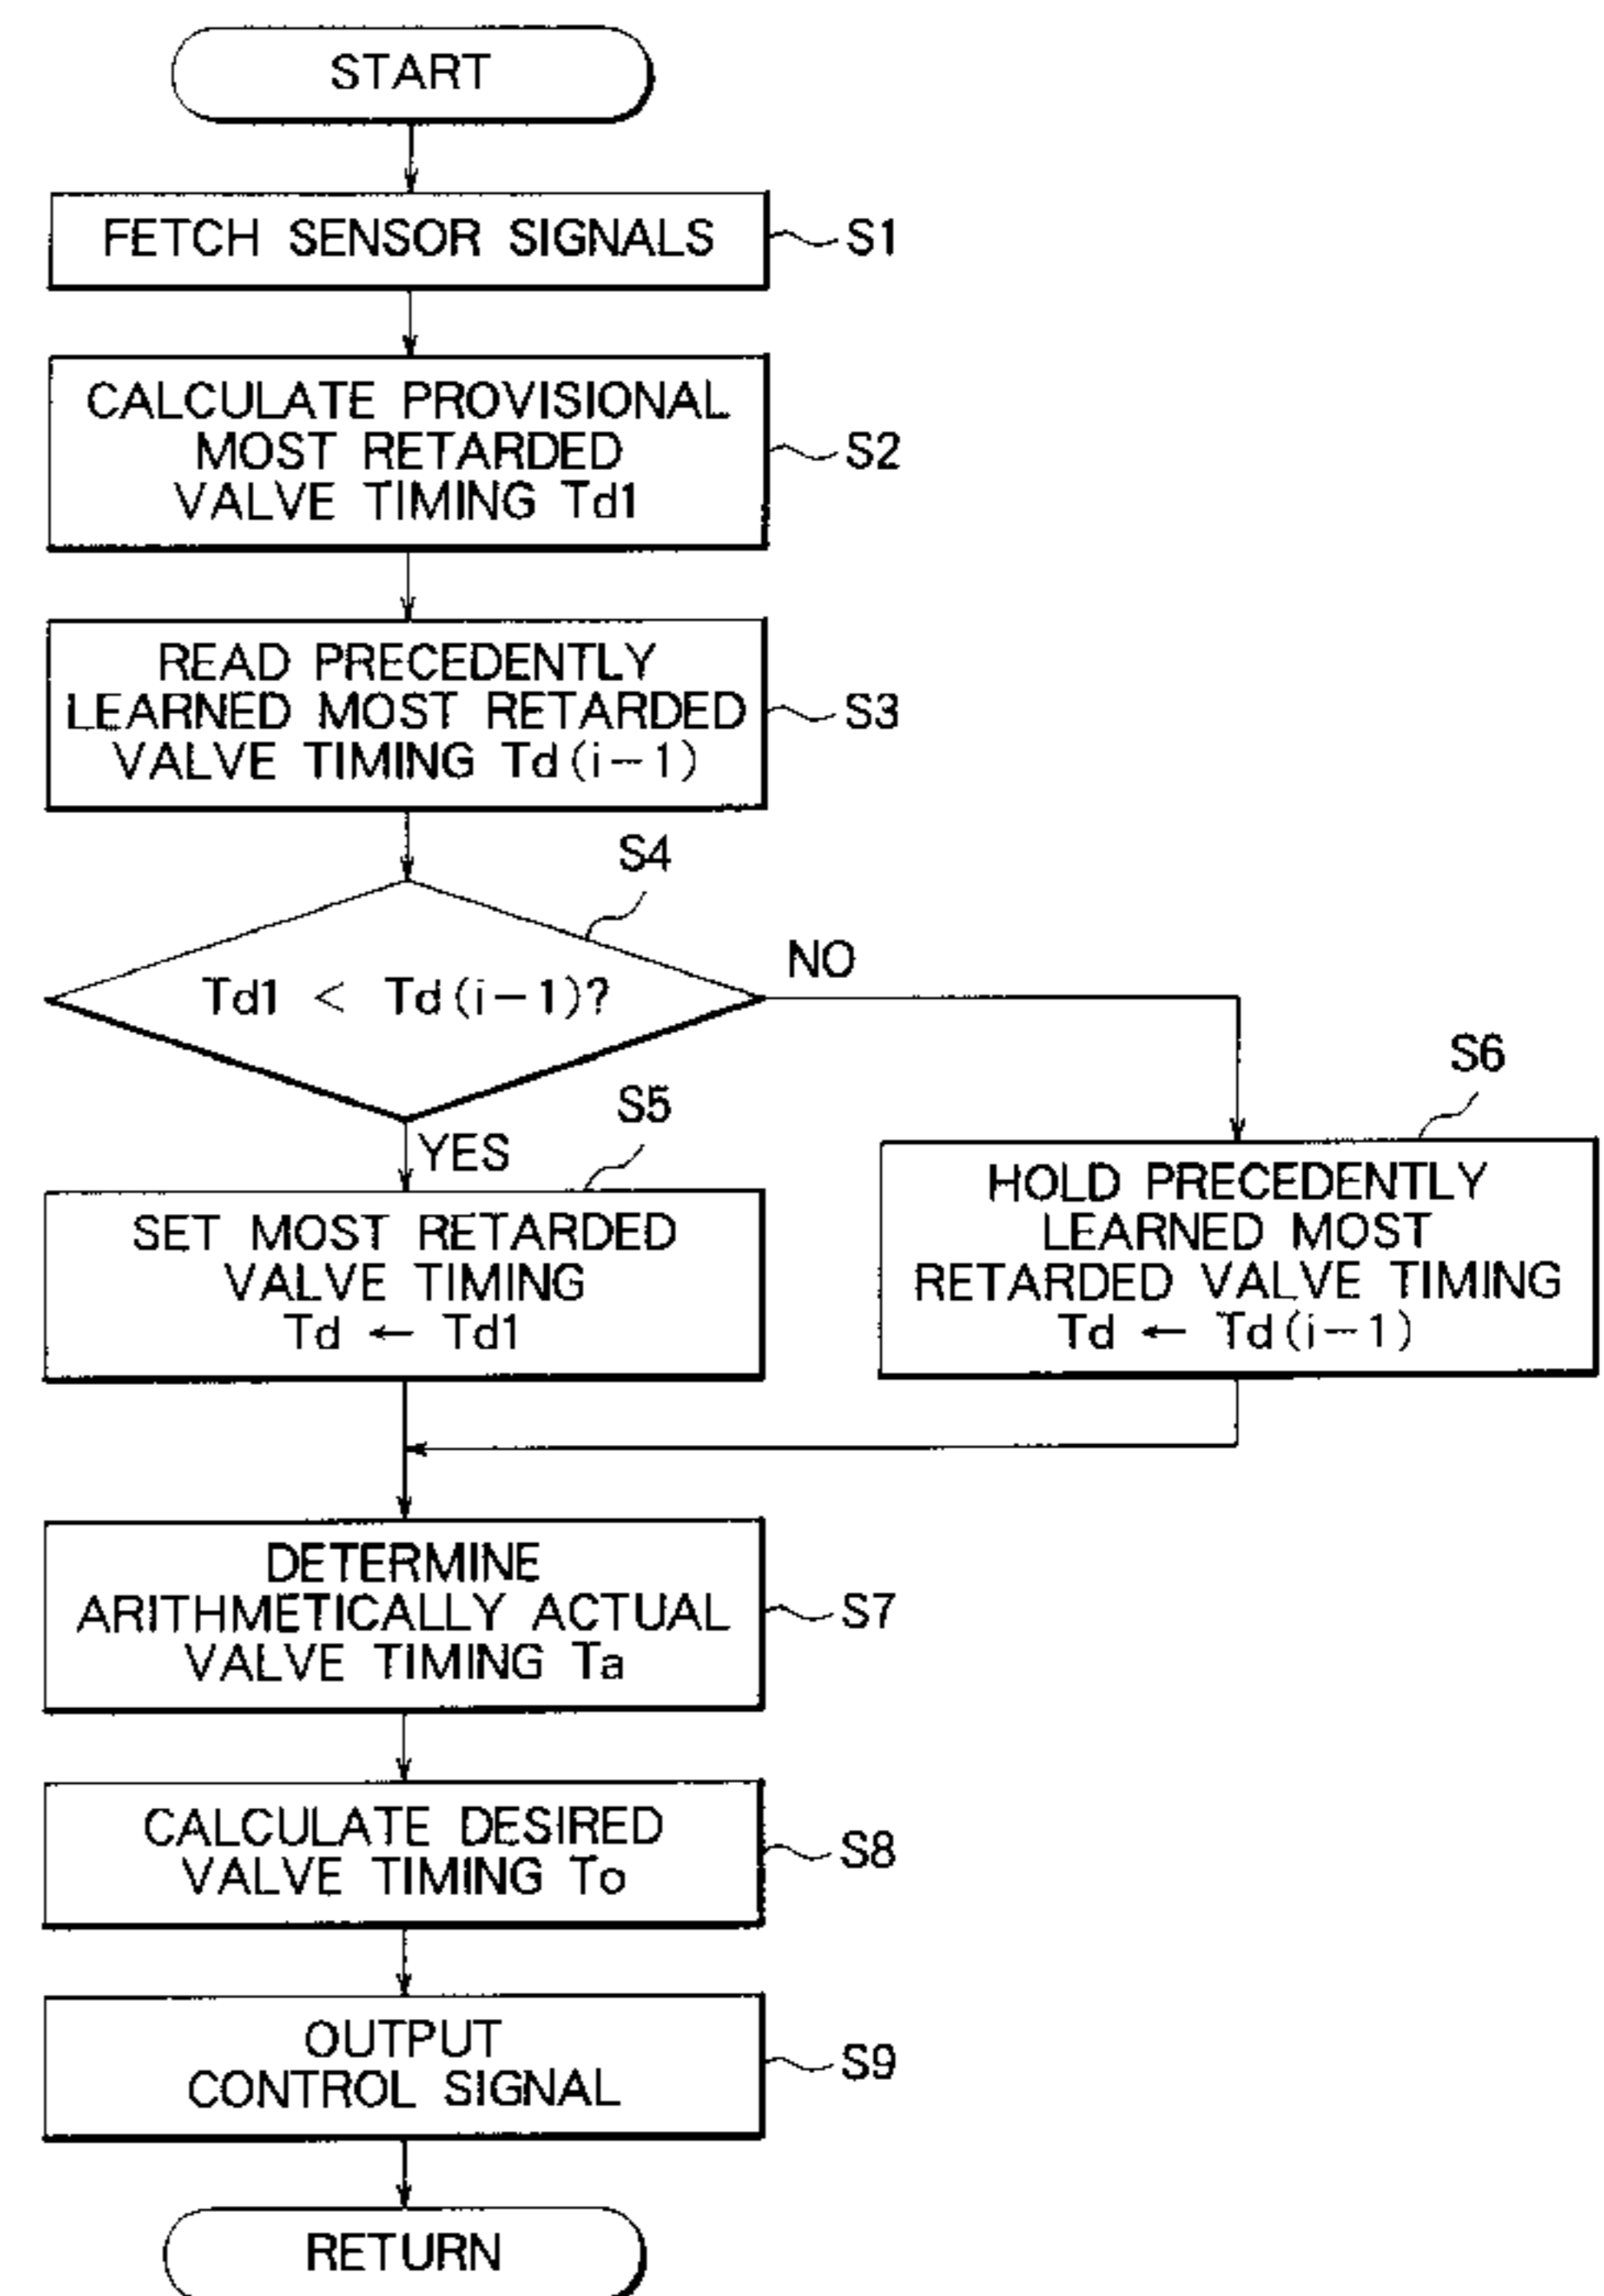 START
FETCH SENSOR SIGNALS
S1
CALCULATE PROVISIONAL
MOST RETARDED
VALVE TIMING Td1
S2
READ PRECEDENTLY
LEARNED MOST RETARDED
VALVE TIMING Td(i-1)
S3
S4
Td1 < Td(i-1)?
NO
YES
S5
SET MOST RETARDED
VALVE TIMING
Td ← Td1
S6
HOLD PRECEDENTLY
LEARNED MOST
RETARDED VALVE TIMING
Td ← Td(i-1)
DETERMINE
ARITHMETICALLY ACTUAL
VALVE TIMING Ta
S7
CALCULATE DESIRED
VALVE TIMING To
S8
OUTPUT
CONTROL SIGNAL
S9
RETURN